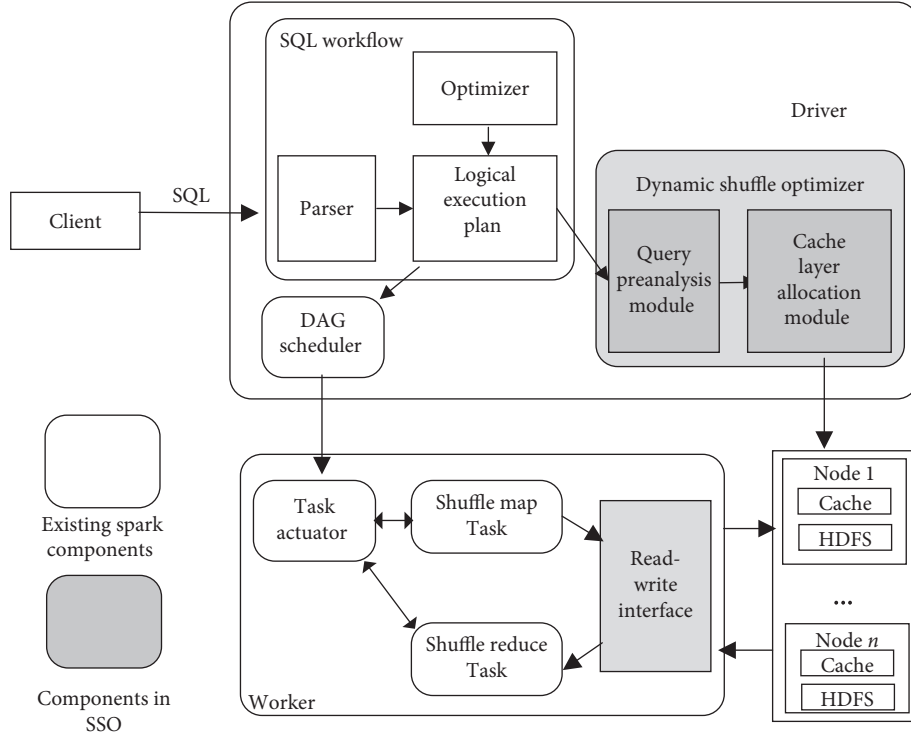 SQL workflow
Optimizer
Driver
Parser
Logical
execution
plan
Dynamic shuffle optimizer
SQL
Client
Query
preanalysis
module
Cache
layer
allocation
module
DAG
scheduler
Existing spark
components
Components in
SSO
Task
actuator
Shuffle map
Task
Read-
write
interface
Shuffle reduce
Task
Worker
Node 1
Cache
HDFS
...
Node n
Cache
HDFS